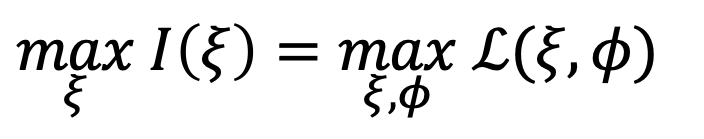 max I(ξ) = max ℒ(ξ, ϕ)
ξ ξ,ϕ